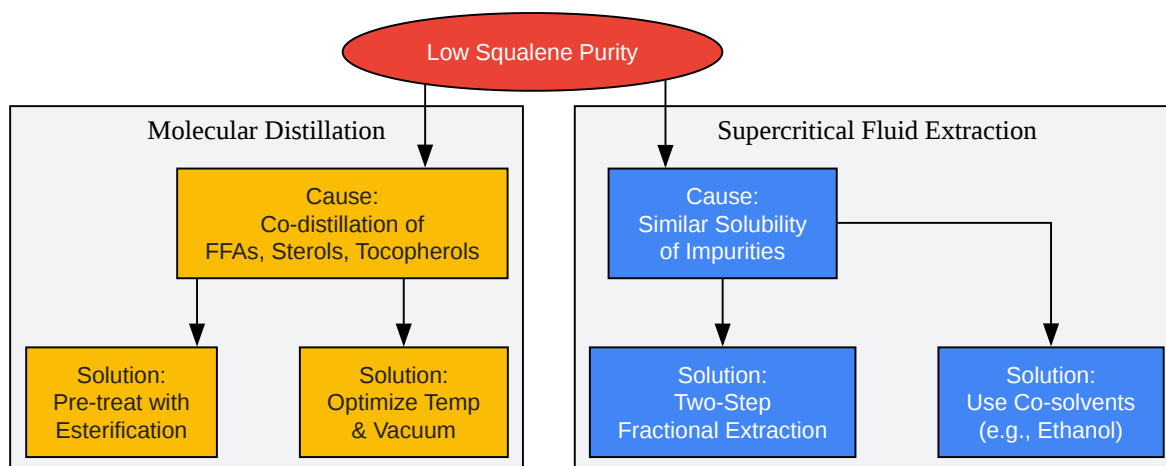 Low Squalene Purity
Molecular Distillation
Supercritical Fluid Extraction
Cause:
Co-distillation of
FFAs, Sterols, Tocopherols
Cause:
Similar Solubility
of Impurities
Solution:
Pre-treat with
Esterification
Solution:
Optimize Temp
& Vacuum
Solution:
Two-Step
Fractional Extraction
Solution:
Use Co-solvents
(e.g., Ethanol)